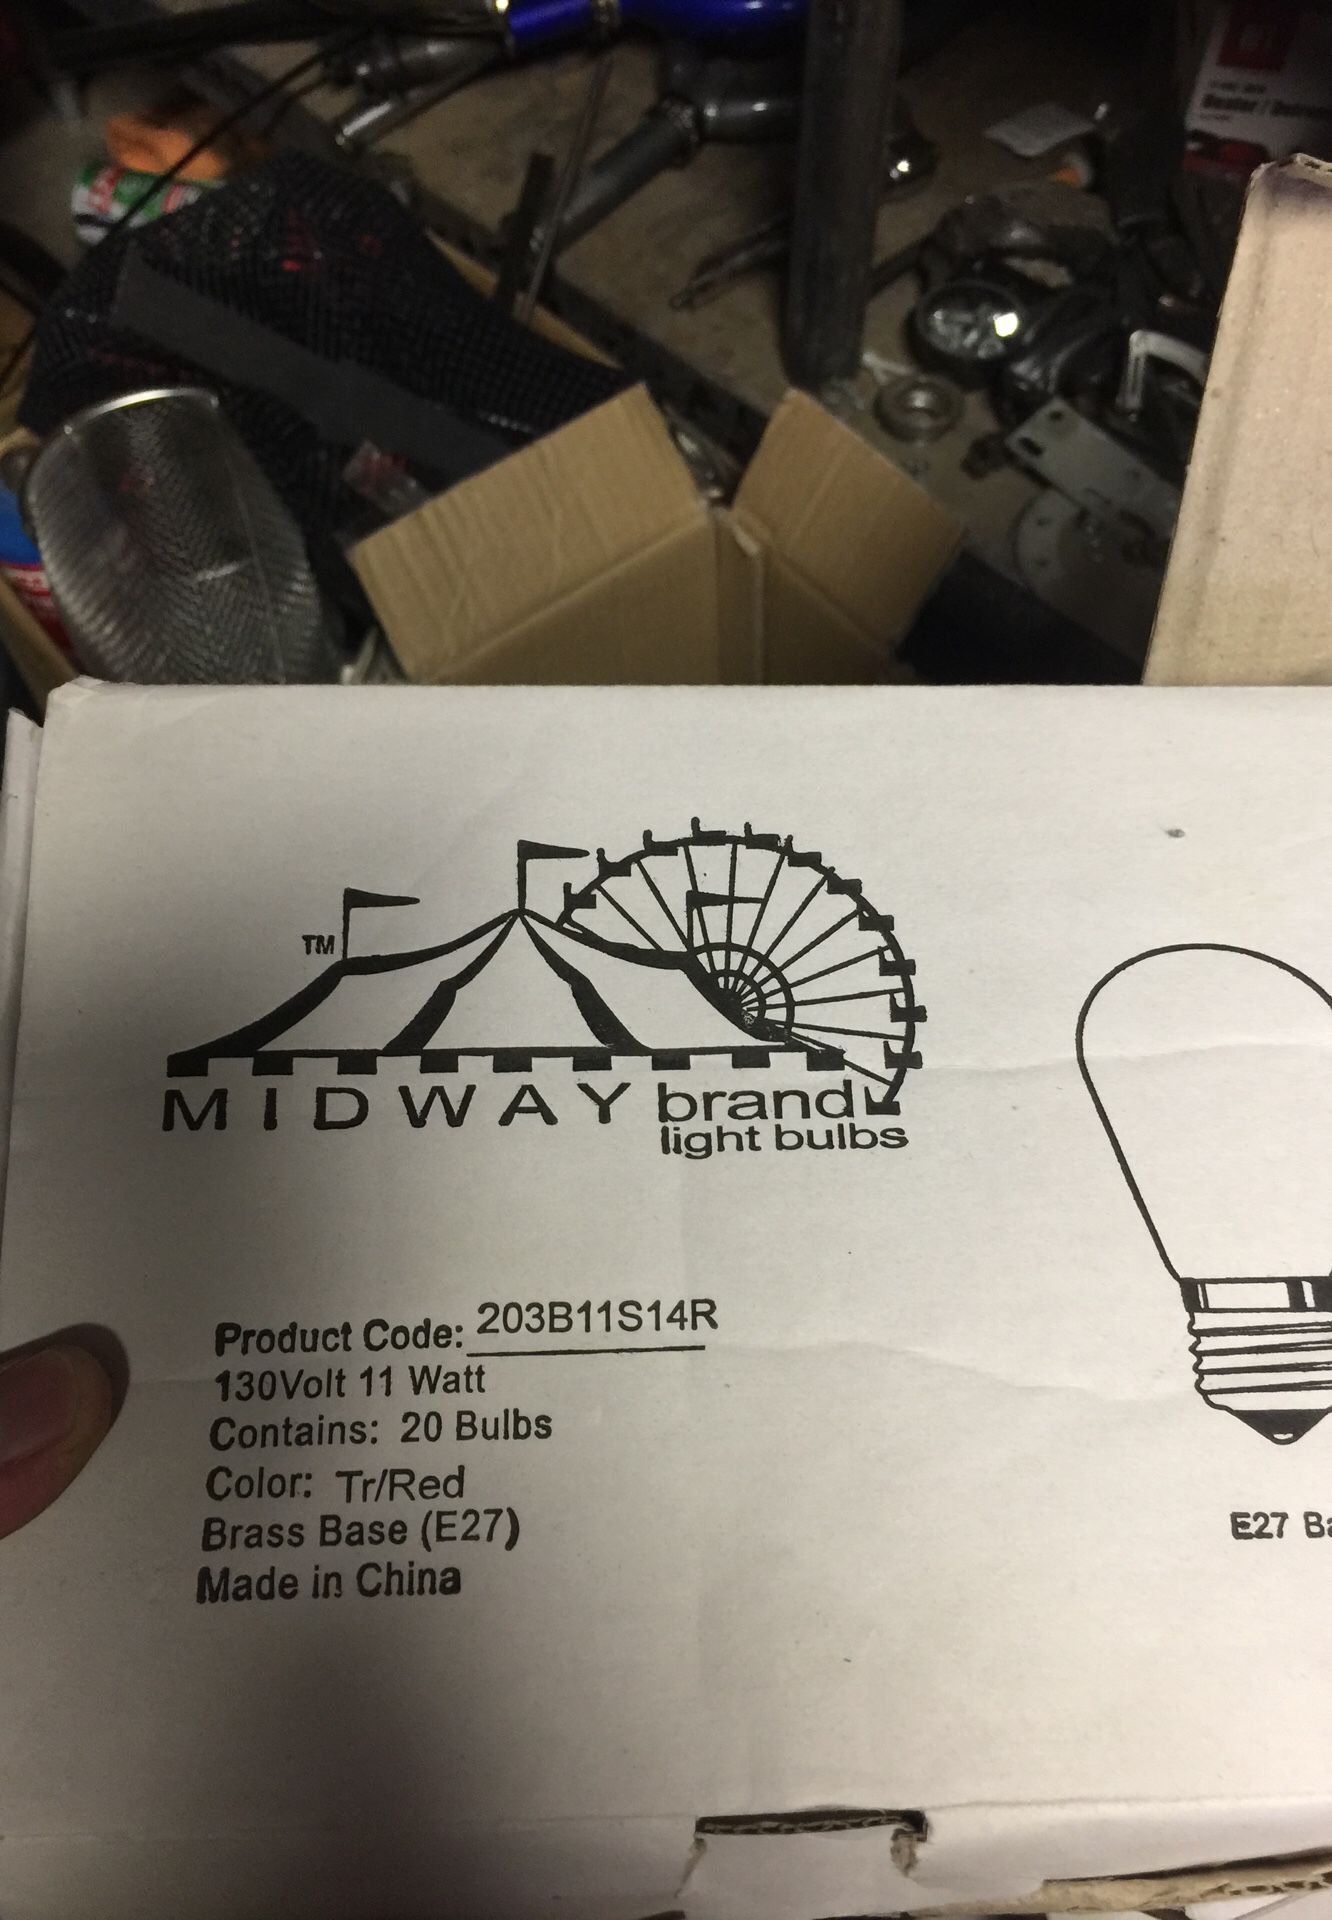 TM
MIDWAY brand
light bulbs
Product Code: 203B11S14R
130Volt 11 Watt
Contains: 20 Bulbs
Color: Tr/Red
Brass Base (E27)
Made in China
E27